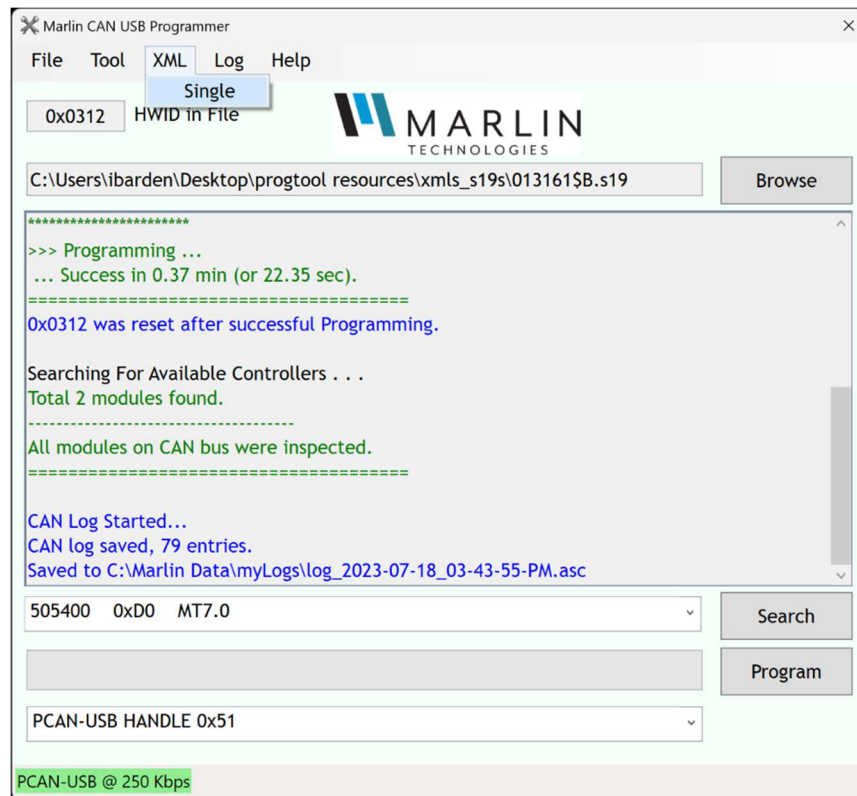 Marlin CAN USB Programmer
File Tool XML Log Help
Single
0x0312 HWID in File
MARLIN
TECHNOLOGIES
C:\Users\ibarden\Desktop\progtool resources\xmls_s19s\013161$B.s19 Browse
***********************
>>> Programming ...
... Success in 0.37 min (or 22.35 sec).
======================================
0x0312 was reset after successful Programming.
Searching For Available Controllers . . .
Total 2 modules found.
-------------------------------------
All modules on CAN bus were inspected.
======================================
CAN Log Started...
CAN log saved, 79 entries.
Saved to C:\Marlin Data\myLogs\log_2023-07-18_03-43-55-PM.asc
505400 0xD0 MT7.0 Search
Program
PCAN-USB HANDLE 0x51
PCAN-USB @ 250 Kbps